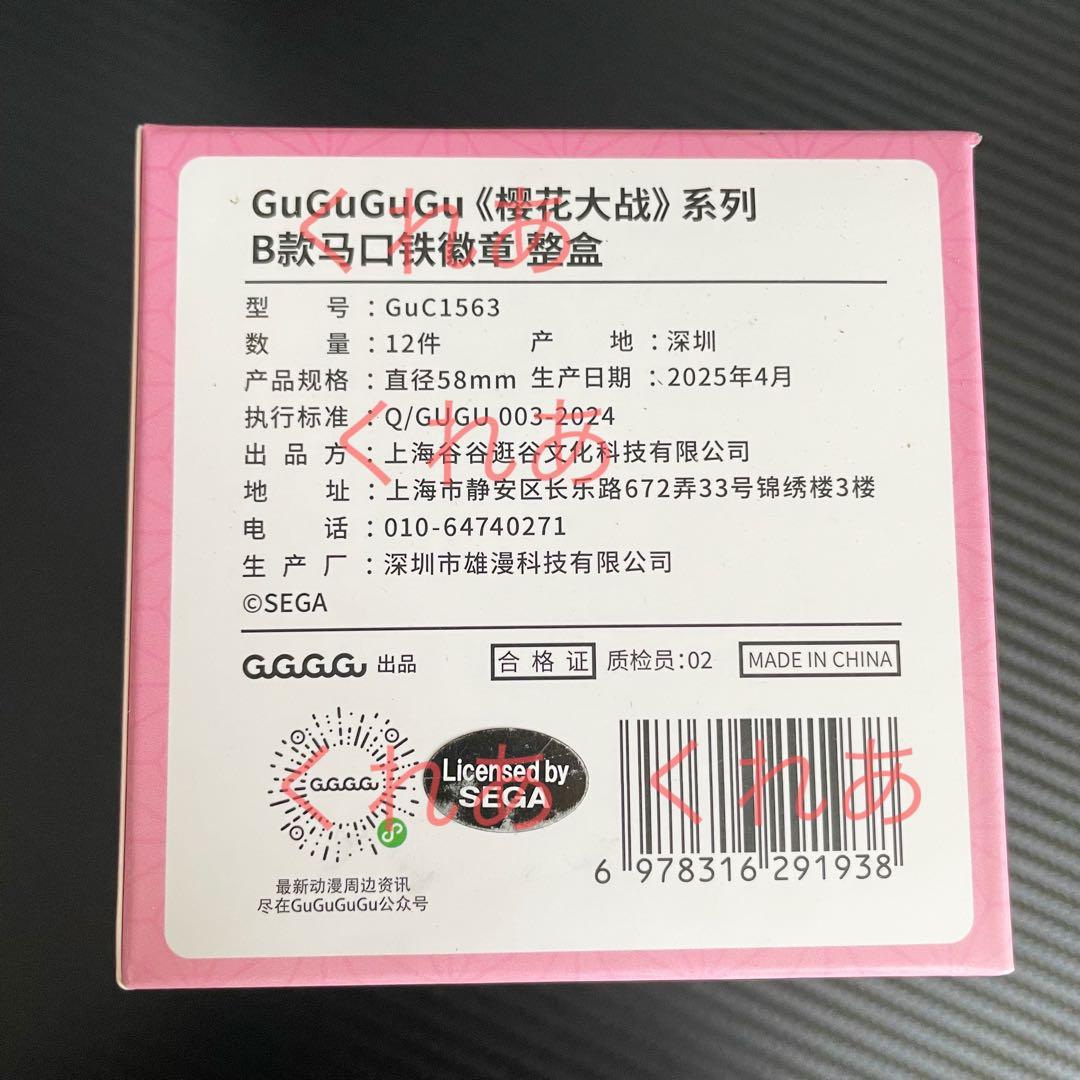 GuGuGuGu《樱花大战》系列
B款马口铁徽章 整盒
型 号：GuC1563
数 量：12件 产 地：深圳
产品规格：直径58mm 生产日期：2025年4月
执行标准：Q/GUGU 003-2024
出 品 方：上海谷谷逛谷文化科技有限公司
地 址：上海市静安区长乐路672弄33号锦绣楼3楼
电 话：010-64740271
生 产 厂：深圳市雄漫科技有限公司
©SEGA
GuGuGuGu 出品 合格证 质检员:02 MADE IN CHINA
GuGuGuGu
Licensed by
SEGA
6 978316 291938
最新动漫周边资讯
尽在GuGuGuGu公众号
くれあ
くれあ
くれあ
くれあ